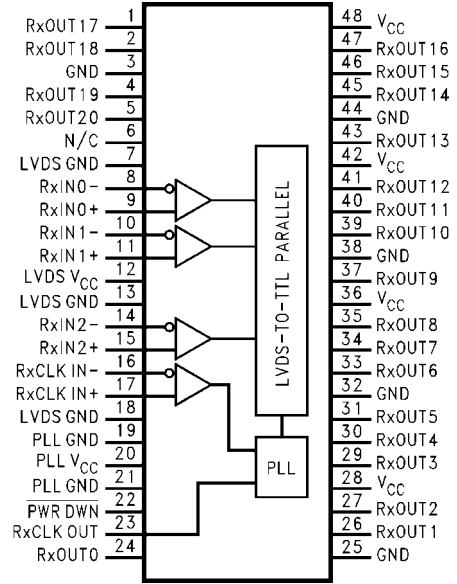 RxOUT17 1
RxOUT18 2
GND 3
RxOUT19 4
RxOUT20 5
N/C 6
LVDS GND 7
RxIN0- 8
RxIN0+ 9
RxIN1- 10
RxIN1+ 11
LVDS VCC 12
LVDS GND 13
RxIN2- 14
RxIN2+ 15
RxCLK IN- 16
RxCLK IN+ 17
LVDS GND 18
PLL GND 19
PLL VCC 20
PLL GND 21
PWR DWN 22
RxCLK OUT 23
RxOUT0 24
LVDS-TO-TTL PARALLEL
PLL
48 VCC
47 RxOUT16
46 RxOUT15
45 RxOUT14
44 GND
43 RxOUT13
42 VCC
41 RxOUT12
40 RxOUT11
39 RxOUT10
38 GND
37 RxOUT9
36 VCC
35 RxOUT8
34 RxOUT7
33 RxOUT6
32 GND
31 RxOUT5
30 RxOUT4
29 RxOUT3
28 VCC
27 RxOUT2
26 RxOUT1
25 GND